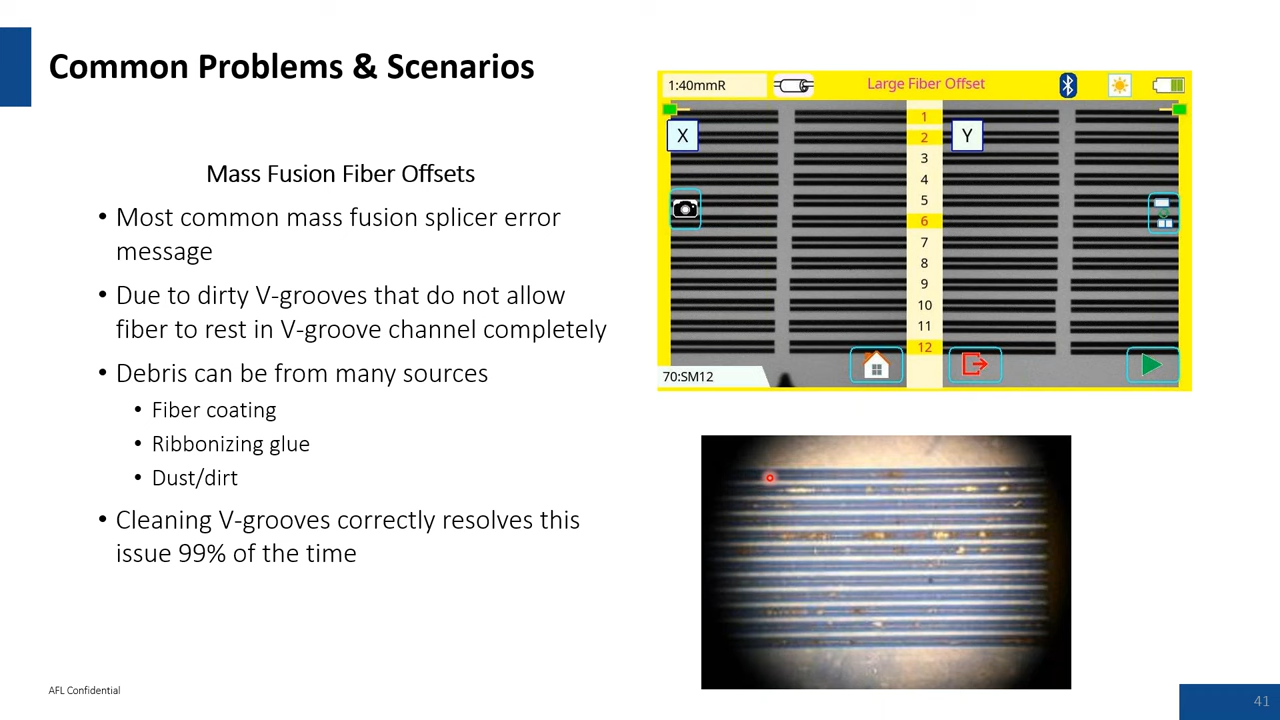 Common Problems & Scenarios
Mass Fusion Fiber Offsets
• Most common mass fusion splicer error
message
• Due to dirty V-grooves that do not allow
fiber to rest in V-groove channel completely
• Debris can be from many sources
• Fiber coating
• Ribbonizing glue
• Dust/dirt
• Cleaning V-grooves correctly resolves this
issue 99% of the time
1:40mmR
Large Fiber Offset
X
Y
1
2
3
4
5
6
7
8
9
10
11
12
70:SM12
AFL Confidential
41